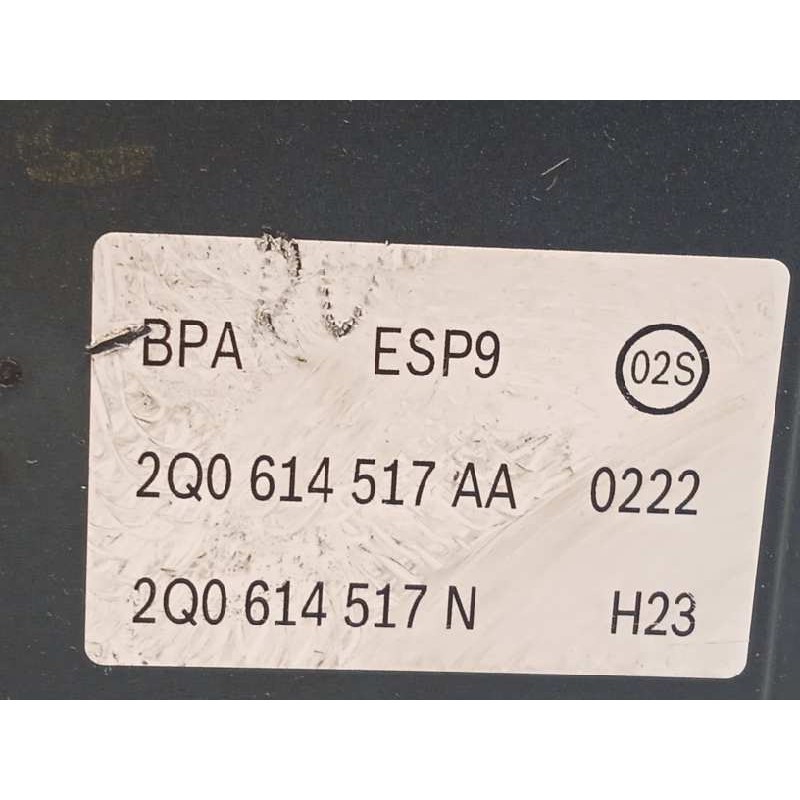 BPA ESP9 02S
2Q0 614 517 AA 0222
2Q0 614 517 N H23